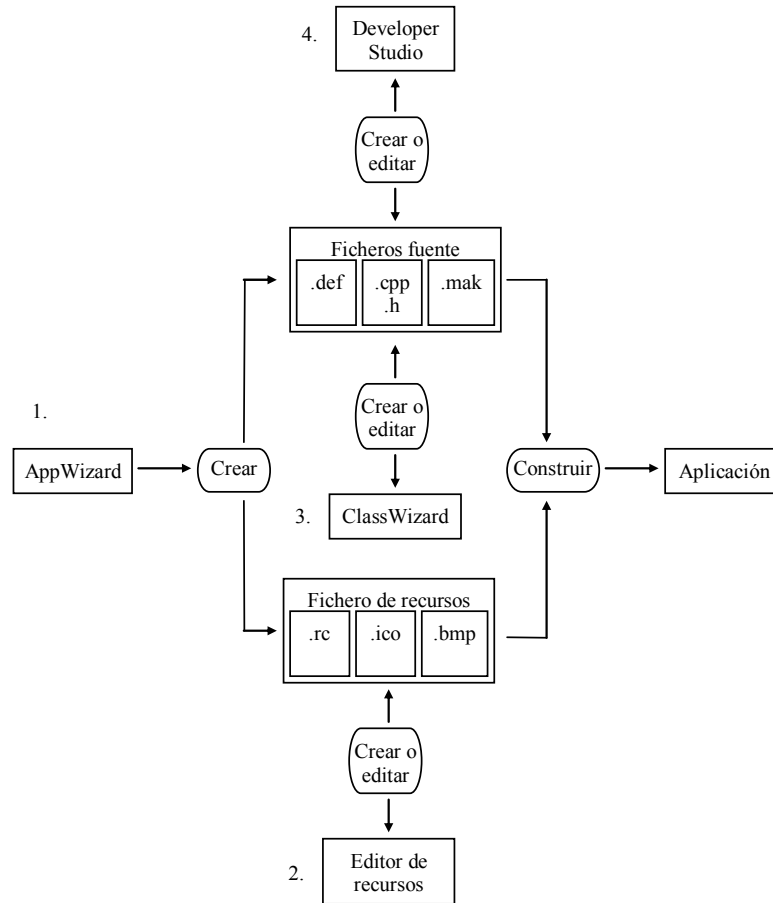 4.
Developer
Studio
Crear o
editar
Ficheros fuente
.def
.cpp
.h
.mak
Crear o
editar
1.
AppWizard
Crear
Construir
Aplicación
3.
ClassWizard
Fichero de recursos
.rc
.ico
.bmp
Crear o
editar
2.
Editor de
recursos